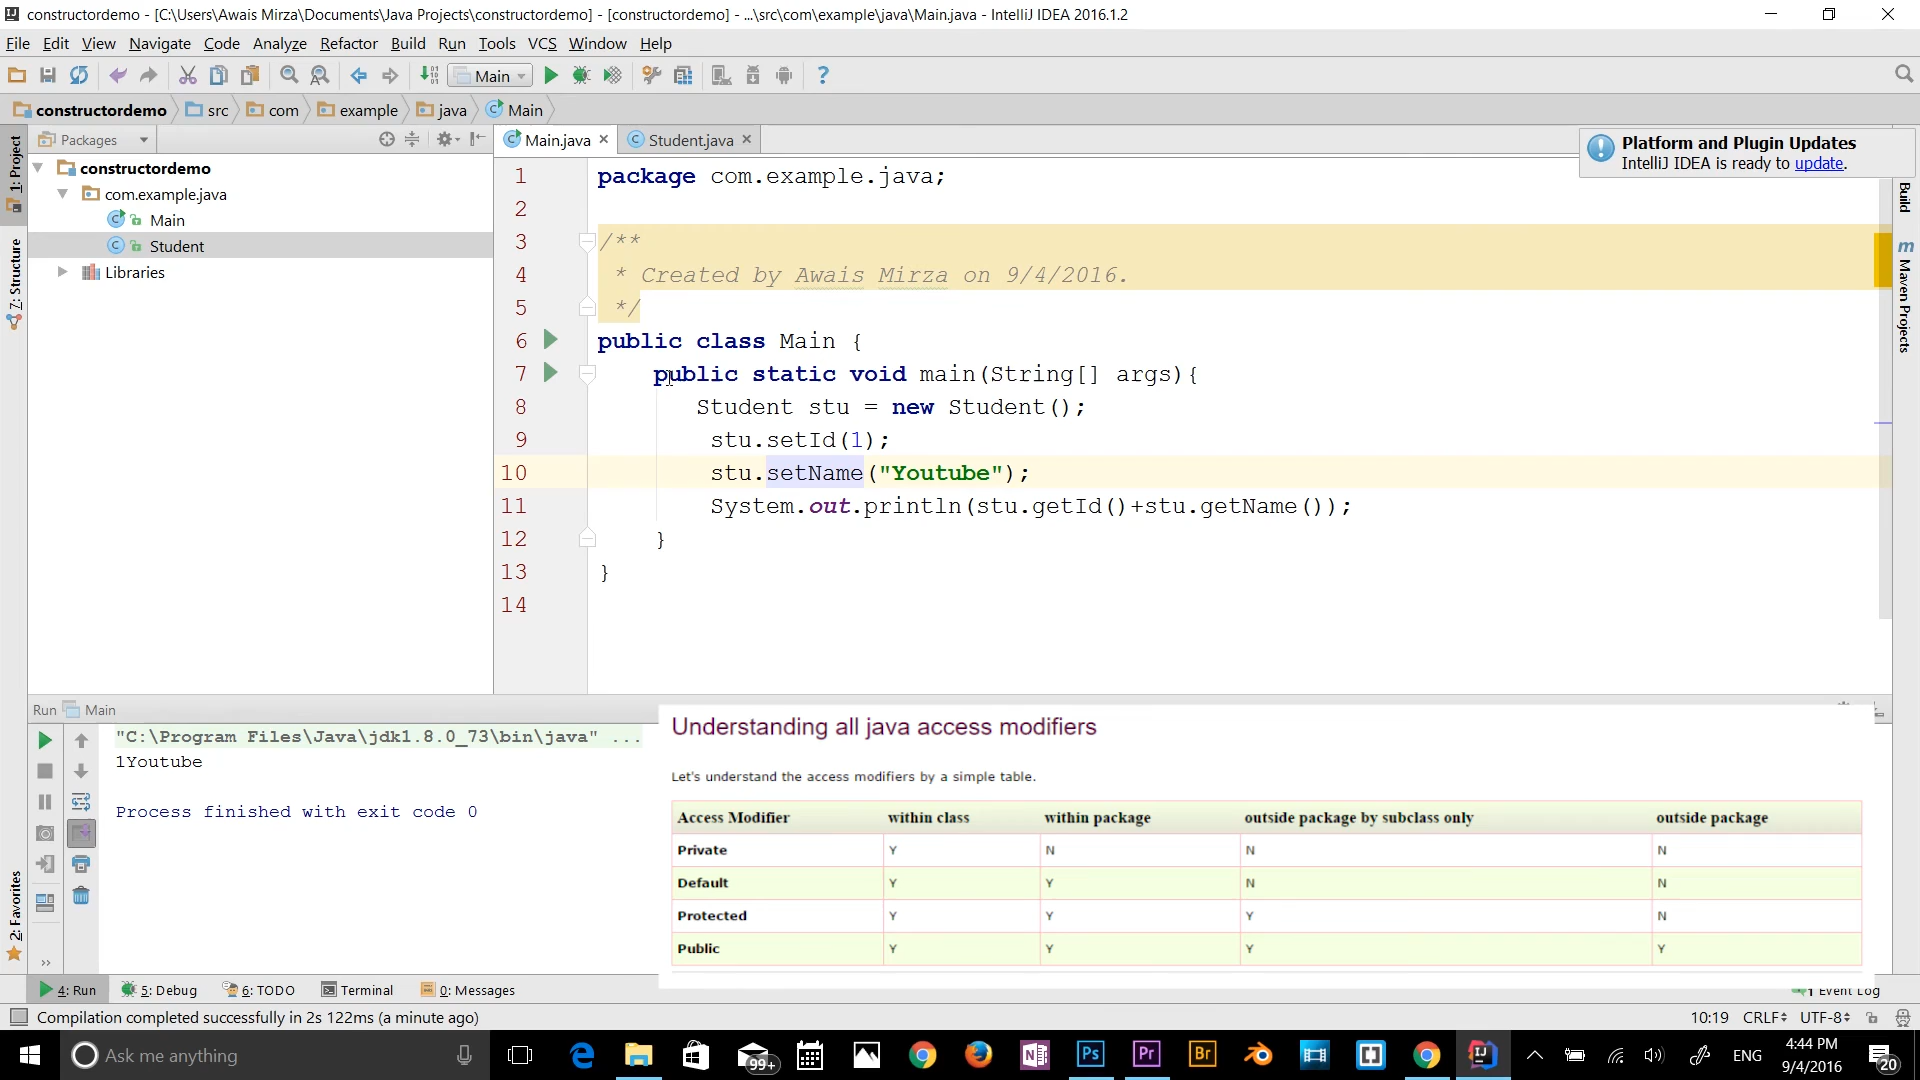 constructordemo - [C:\Users\Awais Mirza\Documents\Java Projects\constructordemo] - [constructordemo] - ...\src\com\example\java\Main.java - IntelliJ IDEA 2016.1.2
File Edit View Navigate Code Analyze Refactor Build Run Tools VCS Window Help
Main
constructordemo src com example java Main
1: Project
7: Structure
2: Favorites
Packages
constructordemo
com.example.java
Main
Student
Libraries
Main.java Student.java
Platform and Plugin Updates
IntelliJ IDEA is ready to update.
Build
Maven Projects
1 package com.example.java;
2
3 /**
4 * Created by Awais Mirza on 9/4/2016.
5 */
6 public class Main {
7 public static void main(String[] args){
8 Student stu = new Student();
9 stu.setId(1);
10 stu.setName("Youtube");
11 System.out.println(stu.getId()+stu.getName());
12 }
13 }
14
Run Main
"C:\Program Files\Java\jdk1.8.0_73\bin\java" ...
1Youtube
Process finished with exit code 0
Understanding all java access modifiers
Let's understand the access modifiers by a simple table.
Access Modifier within class within package outside package by subclass only outside package
Private Y N N N
Default Y Y N N
Protected Y Y Y N
Public Y Y Y Y
4: Run 5: Debug 6: TODO Terminal 0: Messages 1 Event Log
Compilation completed successfully in 2s 122ms (a minute ago) 10:19 CRLF UTF-8
Ask me anything 99+ Ps Pr Br ENG 4:44 PM
9/4/2016 20